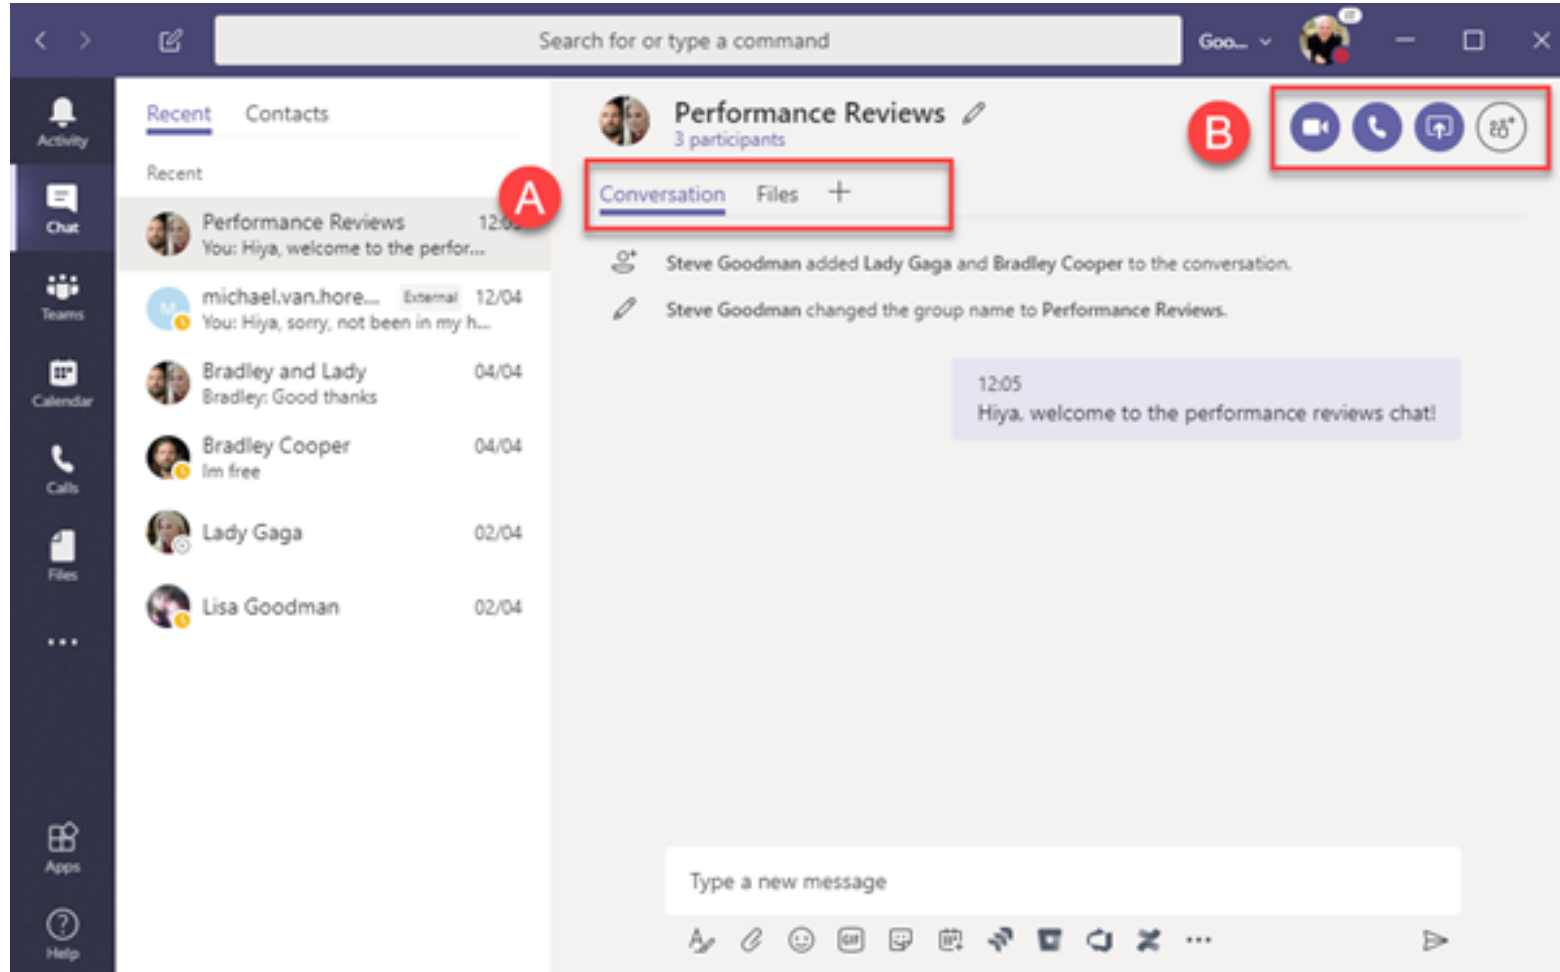 Search for or type a command
Goo...
Activity
Chat
Teams
Calendar
Calls
Files
Apps
Help
Recent Contacts
Recent
Performance Reviews
You: Hiya, welcome to the perfor...
michael.van.hore... External 12/04
You: Hiya, sorry, not been in my h...
Bradley and Lady 04/04
Bradley: Good thanks
Bradley Cooper 04/04
Im free
Lady Gaga 02/04
Lisa Goodman 02/04
Performance Reviews
3 participants
A
B
Conversation Files +
Steve Goodman added Lady Gaga and Bradley Cooper to the conversation.
Steve Goodman changed the group name to Performance Reviews.
12:05
Hiya, welcome to the performance reviews chat!
Type a new message
GIF